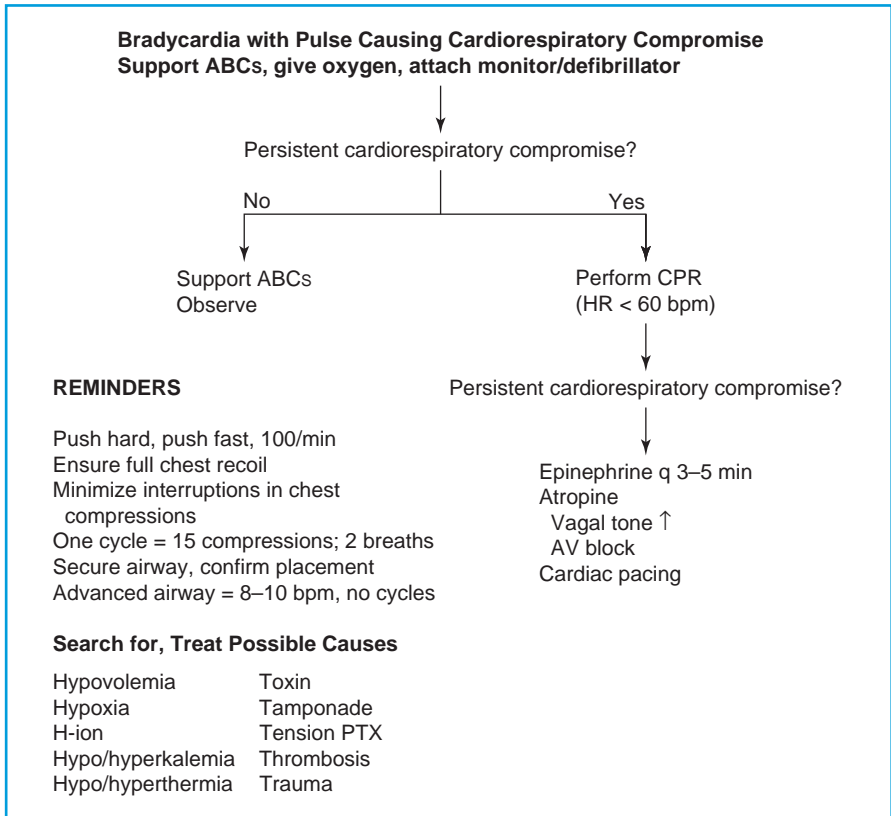 Bradycardia with Pulse Causing Cardiorespiratory Compromise
Support ABCs, give oxygen, attach monitor/defibrillator
Persistent cardiorespiratory compromise?
No
Yes
Support ABCs
Observe
Perform CPR
(HR < 60 bpm)
Persistent cardiorespiratory compromise?
Epinephrine q 3–5 min
Atropine
Vagal tone ↑
AV block
Cardiac pacing
REMINDERS
Push hard, push fast, 100/min
Ensure full chest recoil
Minimize interruptions in chest
compressions
One cycle = 15 compressions; 2 breaths
Secure airway, confirm placement
Advanced airway = 8–10 bpm, no cycles
Search for, Treat Possible Causes
Hypovolemia Toxin
Hypoxia Tamponade
H-ion Tension PTX
Hypo/hyperkalemia Thrombosis
Hypo/hyperthermia Trauma